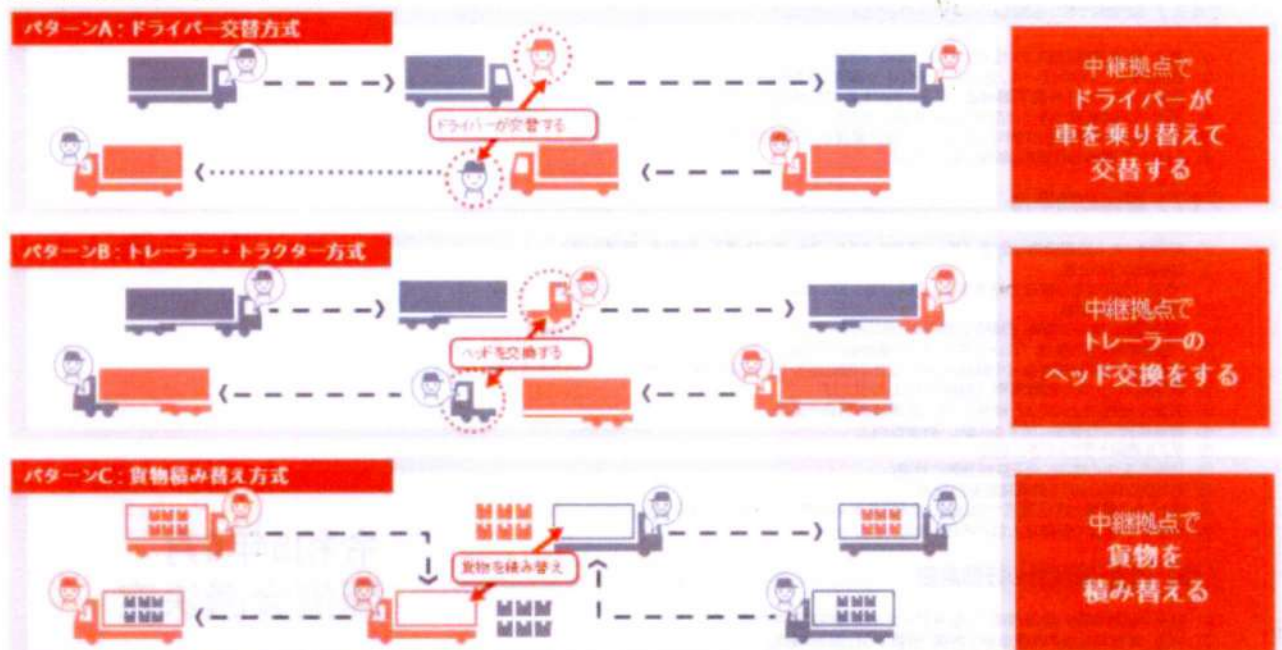 パターンA:ドライバー交替方式
ドライバーが交替する
中継拠点で
ドライバーが
車を乗り替えて
交替する
パターンB:トレーラー・トラクター方式
ヘッドを交換する
中継拠点で
トレーラーの
ヘッド交換をする
パターンC:貨物積み替え方式
貨物を積み替え
中継拠点で
貨物を
積み替える